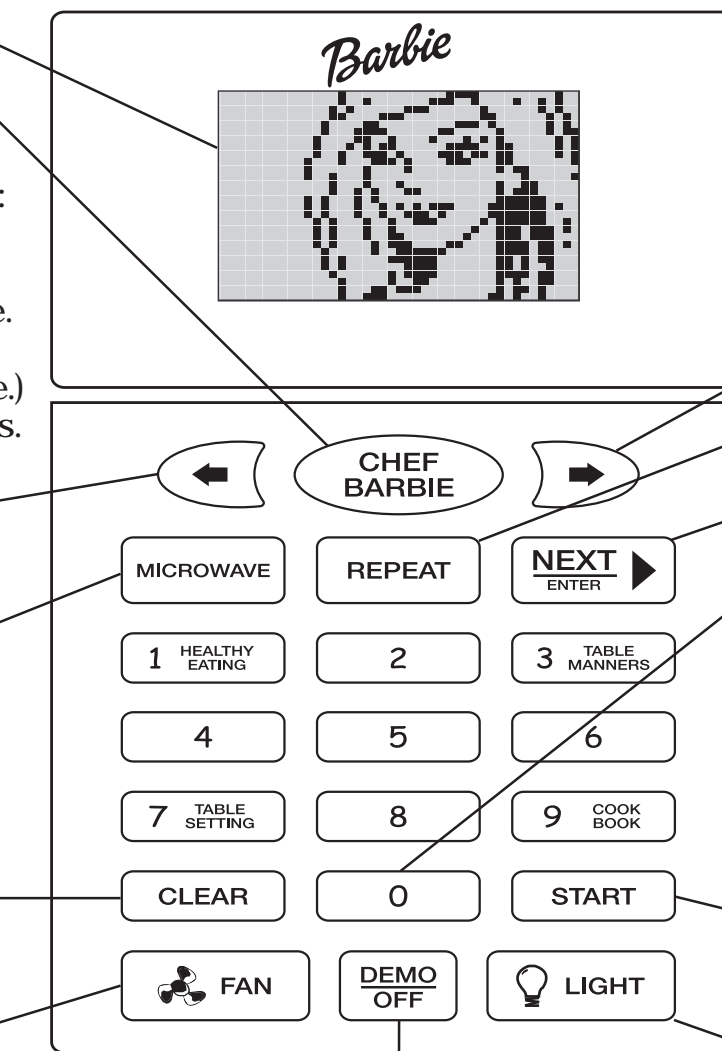 Barbie
:
e.
e.)
s.
CHEF
BARBIE
MICROWAVE
REPEAT
NEXT
ENTER
1 HEALTHY
EATING
2
3 TABLE
MANNERS
4
5
6
7 TABLE
SETTING
8
9 COOK
BOOK
CLEAR
0
START
FAN
DEMO
OFF
LIGHT